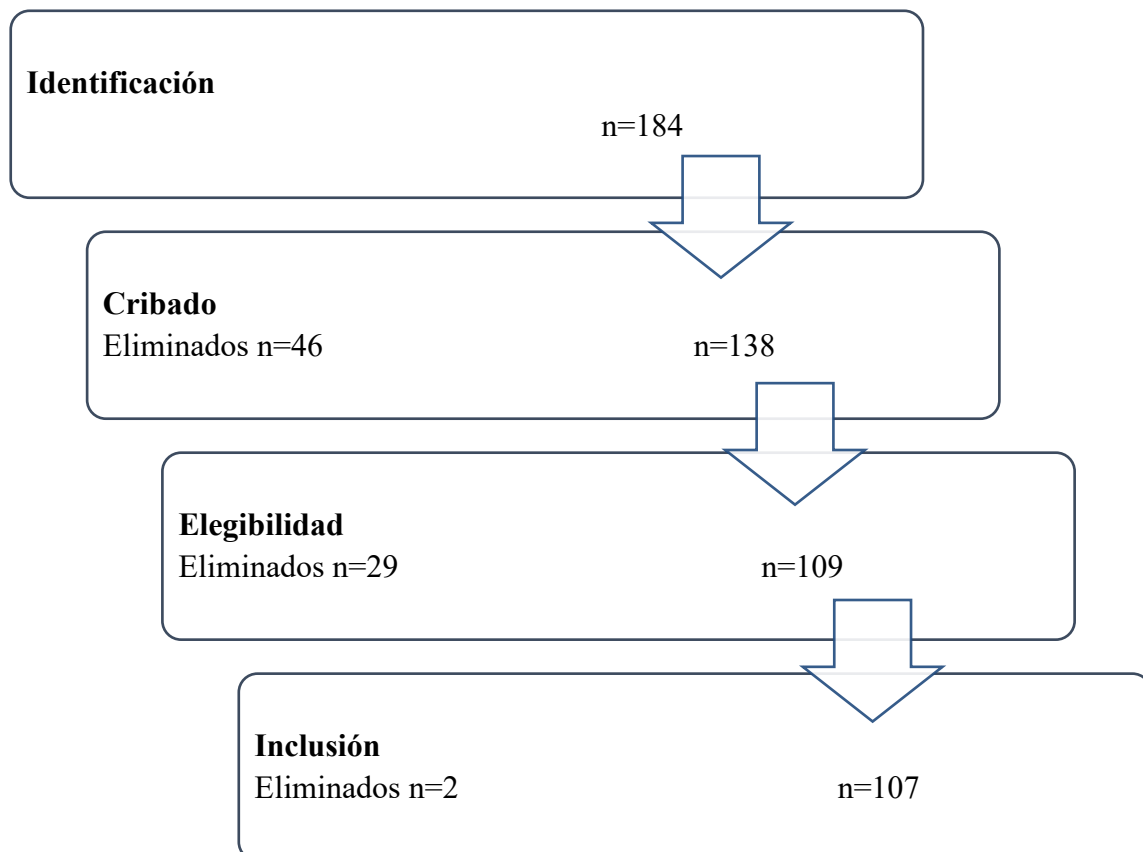 Identificación
n=184
Cribado
Eliminados n=46 n=138
Elegibilidad
Eliminados n=29 n=109
Inclusión
Eliminados n=2 n=107